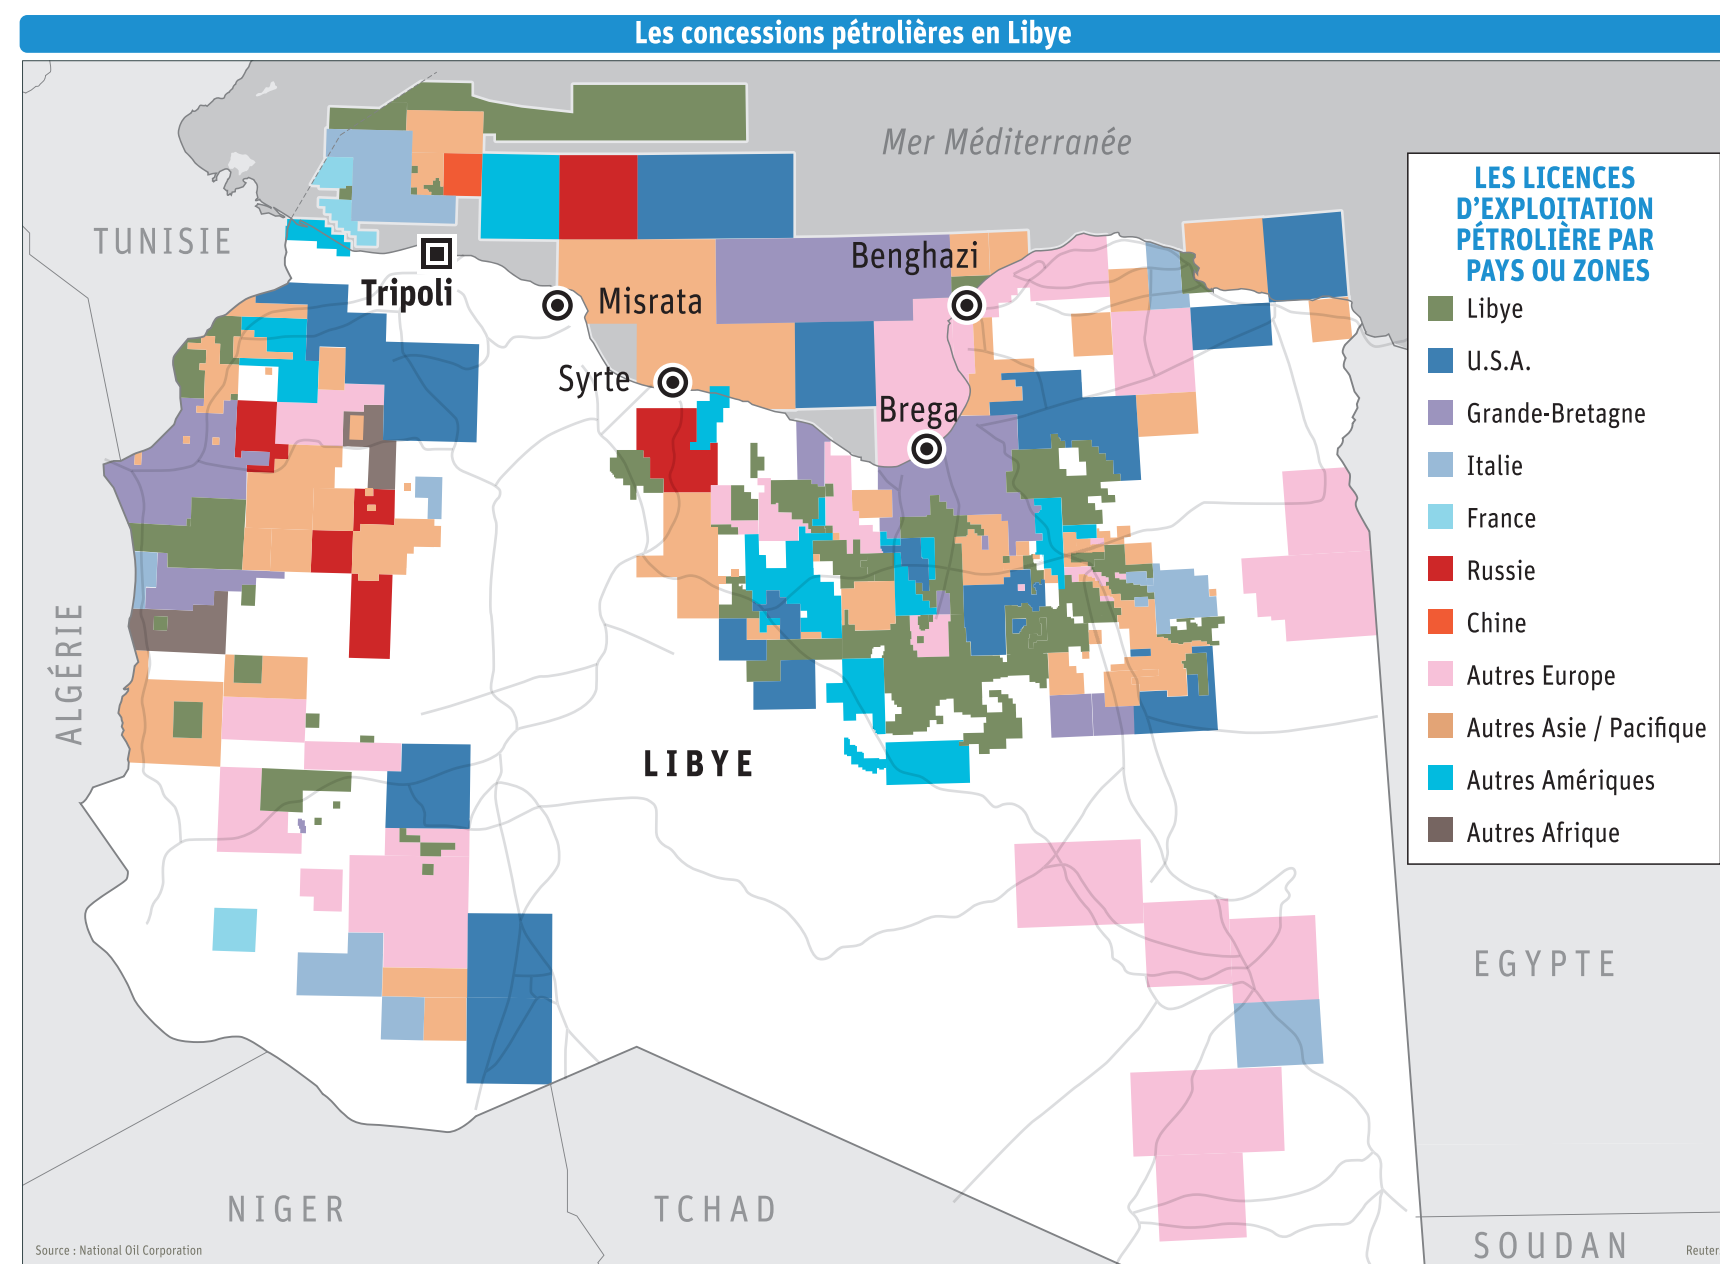 Les concessions pétrolières en Libye
Mer Méditerranée
TUNISIE
Tripoli
Benghazi
Misrata
Syrte
Brega
ALGÉRIE
LIBYE
EGYPTE
NIGER
TCHAD
SOUDAN
LES LICENCES
D'EXPLOITATION
PÉTROLIÈRE PAR
PAYS OU ZONES
Libye
U.S.A.
Grande-Bretagne
Italie
France
Russie
Chine
Autres Europe
Autres Asie / Pacifique
Autres Amériques
Autres Afrique
Source : National Oil Corporation
Reuter